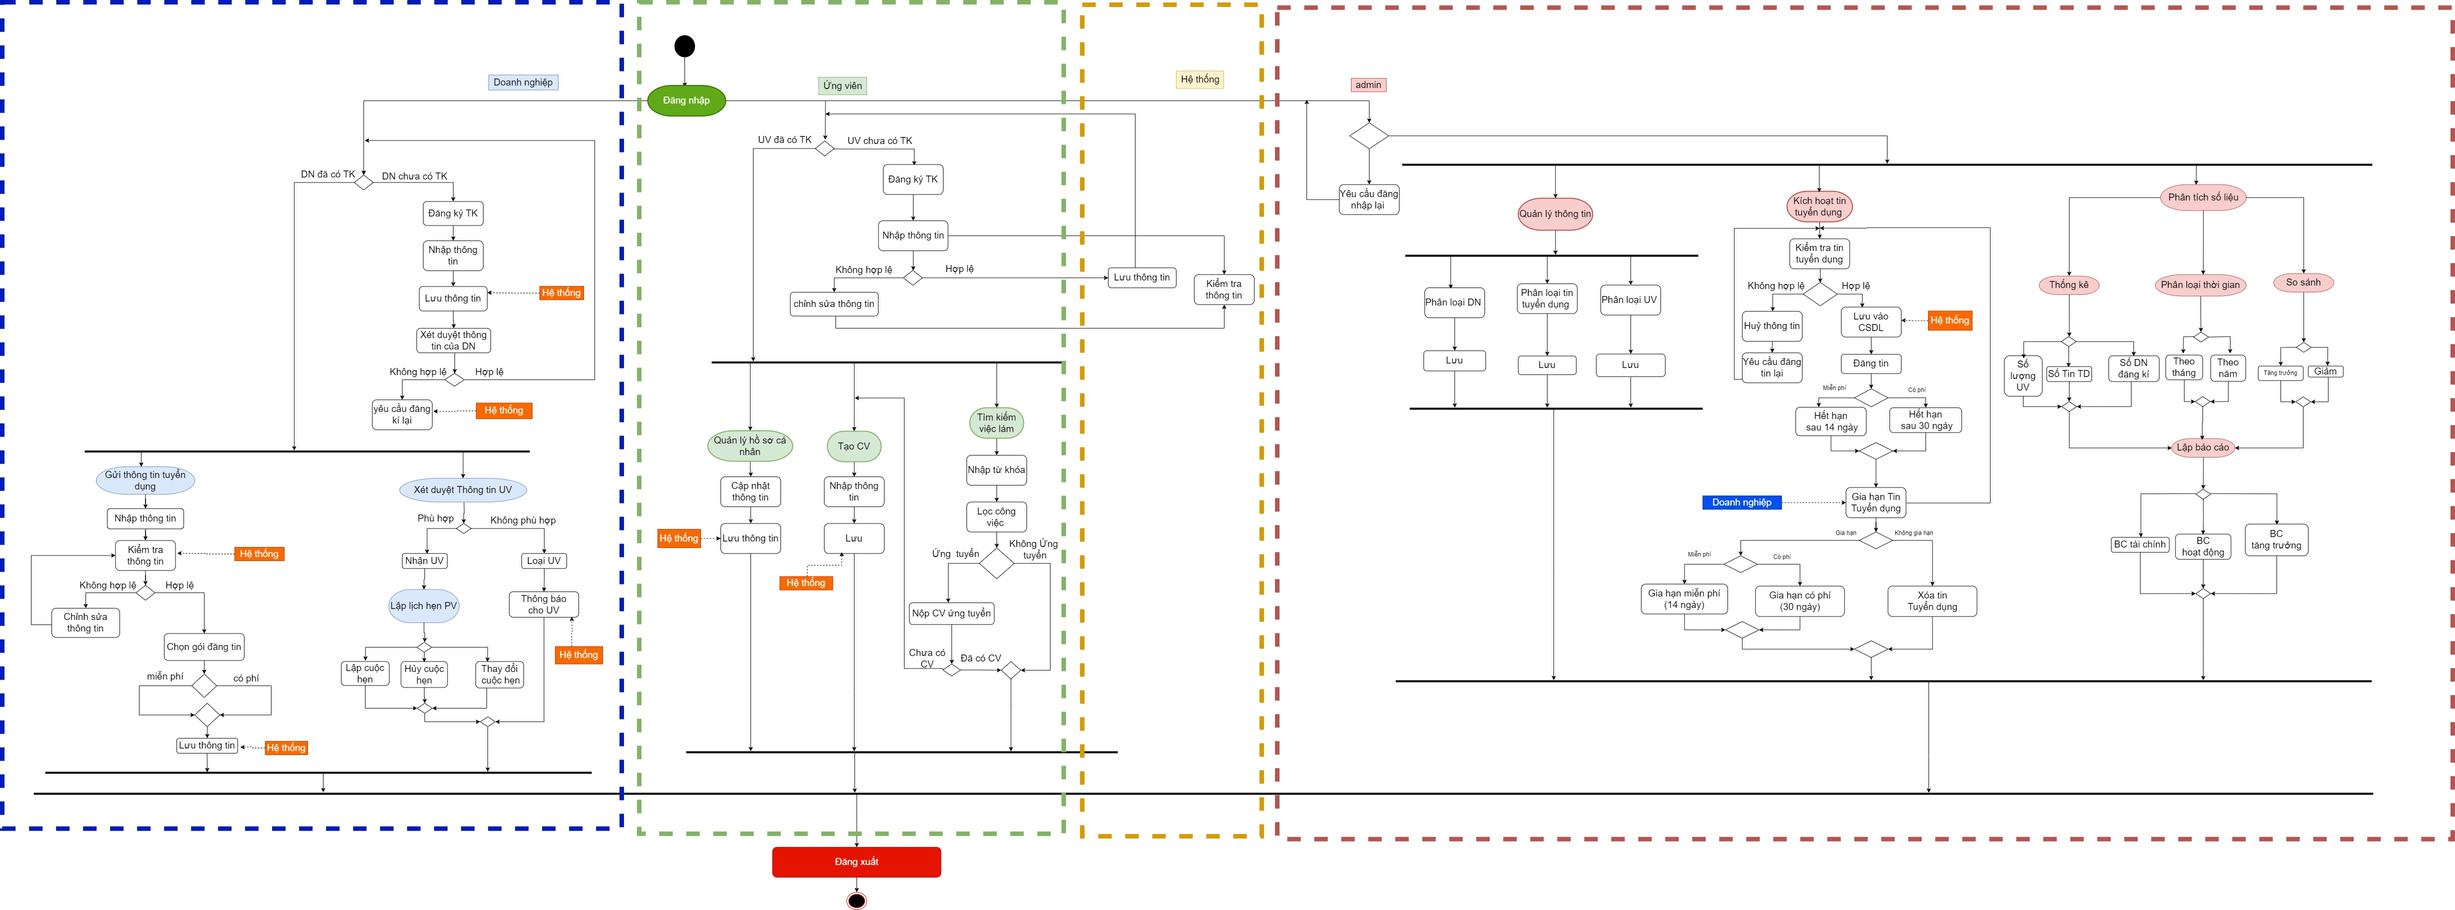 Doanh nghiệp
Đăng nhập
Ứng viên
Hệ thống
admin
DN đã có TK
DN chưa có TK
Đăng ký TK
Nhập thông
tin
Lưu thông tin
Hệ thống
Xét duyệt thông
tin của DN
Không hợp lệ
Hợp lệ
yêu cầu đăng
kí lại
Hệ thống
Gửi thông tin tuyển
dụng
Nhập thông tin
Kiểm tra
thông tin
Hệ thống
Không hợp lệ
Hợp lệ
Chỉnh sửa
thông tin
Chọn gói đăng tin
miễn phí
có phí
Lưu thông tin
Hệ thống
Xét duyệt Thông tin UV
Phù hợp
Không phù hợp
Nhận UV
Loại UV
Lập lịch hẹn PV
Thông báo
cho UV
Hệ thống
Lập cuộc
hẹn
Hủy cuộc
hẹn
Thay đổi
cuộc hẹn
UV đã có TK
UV chưa có TK
Đăng ký TK
Nhập thông tin
Không hợp lệ
Hợp lệ
chỉnh sửa thông tin
Lưu thông tin
Kiểm tra
thông tin
Quản lý hồ sơ cá
nhân
Cập nhật
thông tin
Lưu thông tin
Hệ thống
Tạo CV
Nhập thông
tin
Lưu
Hệ thống
Tìm kiếm
việc làm
Nhập từ khóa
Lọc công
việc
Ứng tuyển
Không Ứng
tuyển
Nộp CV ứng tuyển
Chưa có
CV
Đã có CV
Yêu cầu đăng
nhập lại
Quản lý thông tin
Phân loại DN
Phân loại tin
tuyển dụng
Phân loại UV
Lưu
Lưu
Lưu
Kích hoạt tin
tuyển dụng
Kiểm tra tin
tuyển dụng
Không hợp lệ
Hợp lệ
Huỷ thông tin
Lưu vào
CSDL
Hệ thống
Yêu cầu đăng
tin lại
Đăng tin
Miễn phí
Có phí
Hết hạn
sau 14 ngày
Hết hạn
sau 30 ngày
Doanh nghiệp
Gia hạn Tin
Tuyển dụng
Gia hạn
Không gia hạn
Miễn phí
Có phí
Gia hạn miễn phí
(14 ngày)
Gia hạn có phí
(30 ngày)
Xóa tin
Tuyển dụng
Phân tích số liệu
Thống kê
Phân loại thời gian
So sánh
Số
lượng
UV
Số Tin TD
Số DN
đăng kí
Theo
tháng
Theo
năm
Tăng trưởng
Giảm
Lập báo cáo
BC tài chính
BC
hoạt động
BC
tăng trưởng
Đăng xuất